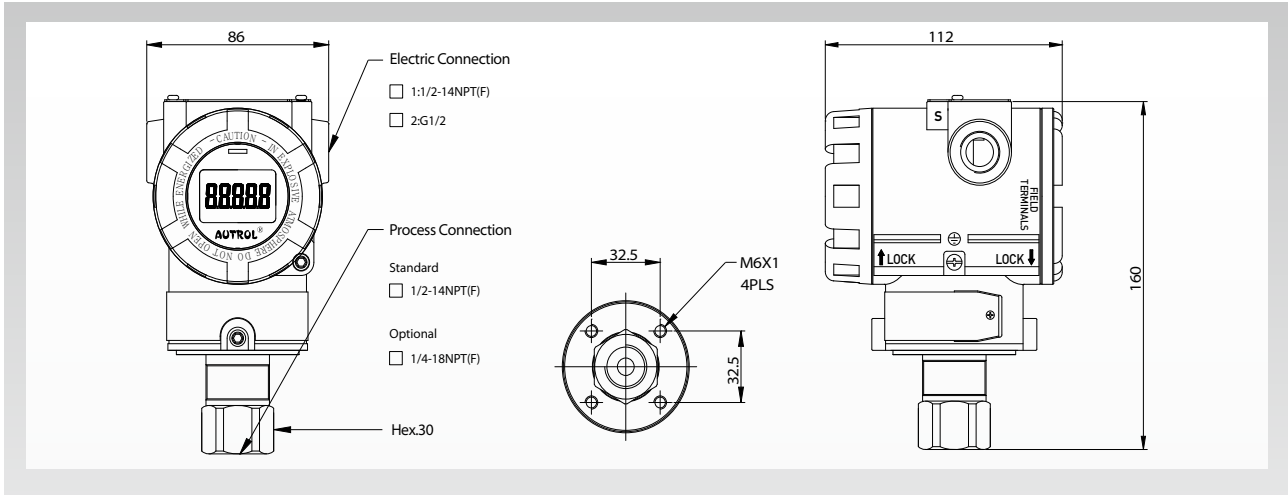 86
Electric Connection
1:1/2-14NPT(F)
2:G1/2
-CAUTION - IN EXPLOSIVE ATMOSPHERE DO NOT OPEN WHILE ENERGIZED
88888
AUTROL®
Process Connection
Standard
1/2-14NPT(F)
Optional
1/4-18NPT(F)
Hex.30
32.5
M6X1
4PLS
32.5
112
S
FIELD
TERMINALS
LOCK
LOCK
160